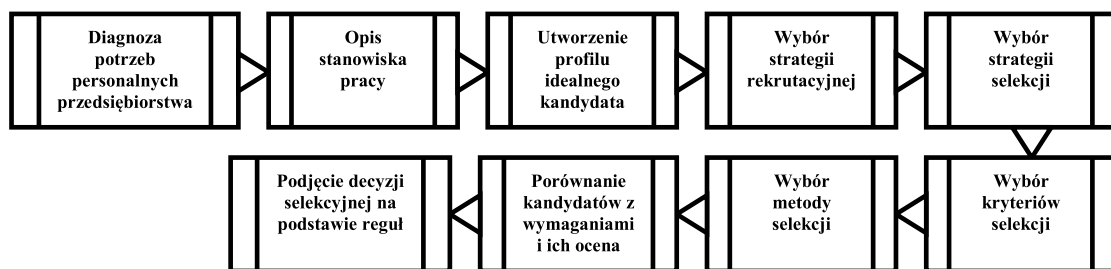 Diagnoza
potrzeb
personalnych
przedsiębiorstwa
Opis
stanowiska
pracy
Utworzenie
profilu
idealnego
kandydata
Wybór
strategii
rekrutacyjnej
Wybór
strategii
selekcji
Wybór
kryteriów
selekcji
Wybór
metody
selekcji
Porównanie
kandydatów z
wymaganiami
i ich ocena
Podjęcie decyzji
selekcyjnej na
podstawie reguł